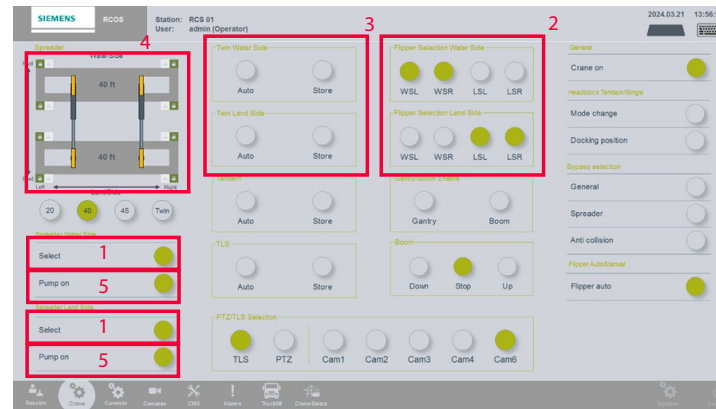 SIEMENS RCOS Station: RCS 01 2024.03.21 13:56:
User: admin (Operator)
3 2
4
Spreader
Water Side
40 ft
40 ft
Left Right
20 40 45 Twin
Spreader Water Side
Select 1
Pump on 5
Spreader Land Side
Select 1
Pump on 5
Twin Water Side
Auto Store
Twin Land Side
Auto Store
Tandem
Auto Store
TLS
Auto Store
Flipper Selection Water Side
WSL WSR LSL LSR
Flipper Selection Land Side
WSL WSR LSL LSR
Gantry-Boom Enable
Gantry Boom
Boom
Down Stop Up
PTZ/TLS Selection
TLS PTZ Cam1 Cam2 Cam3 Cam4 Cam6
General
Crane on
Headblock Tandem/Single
Mode change
Docking position
Bypass selection
General
Spreader
Anti collision
Flipper Auto/Manual
Flipper auto
Session Crane Controls Cameras CMS Alarms CraneStatus System